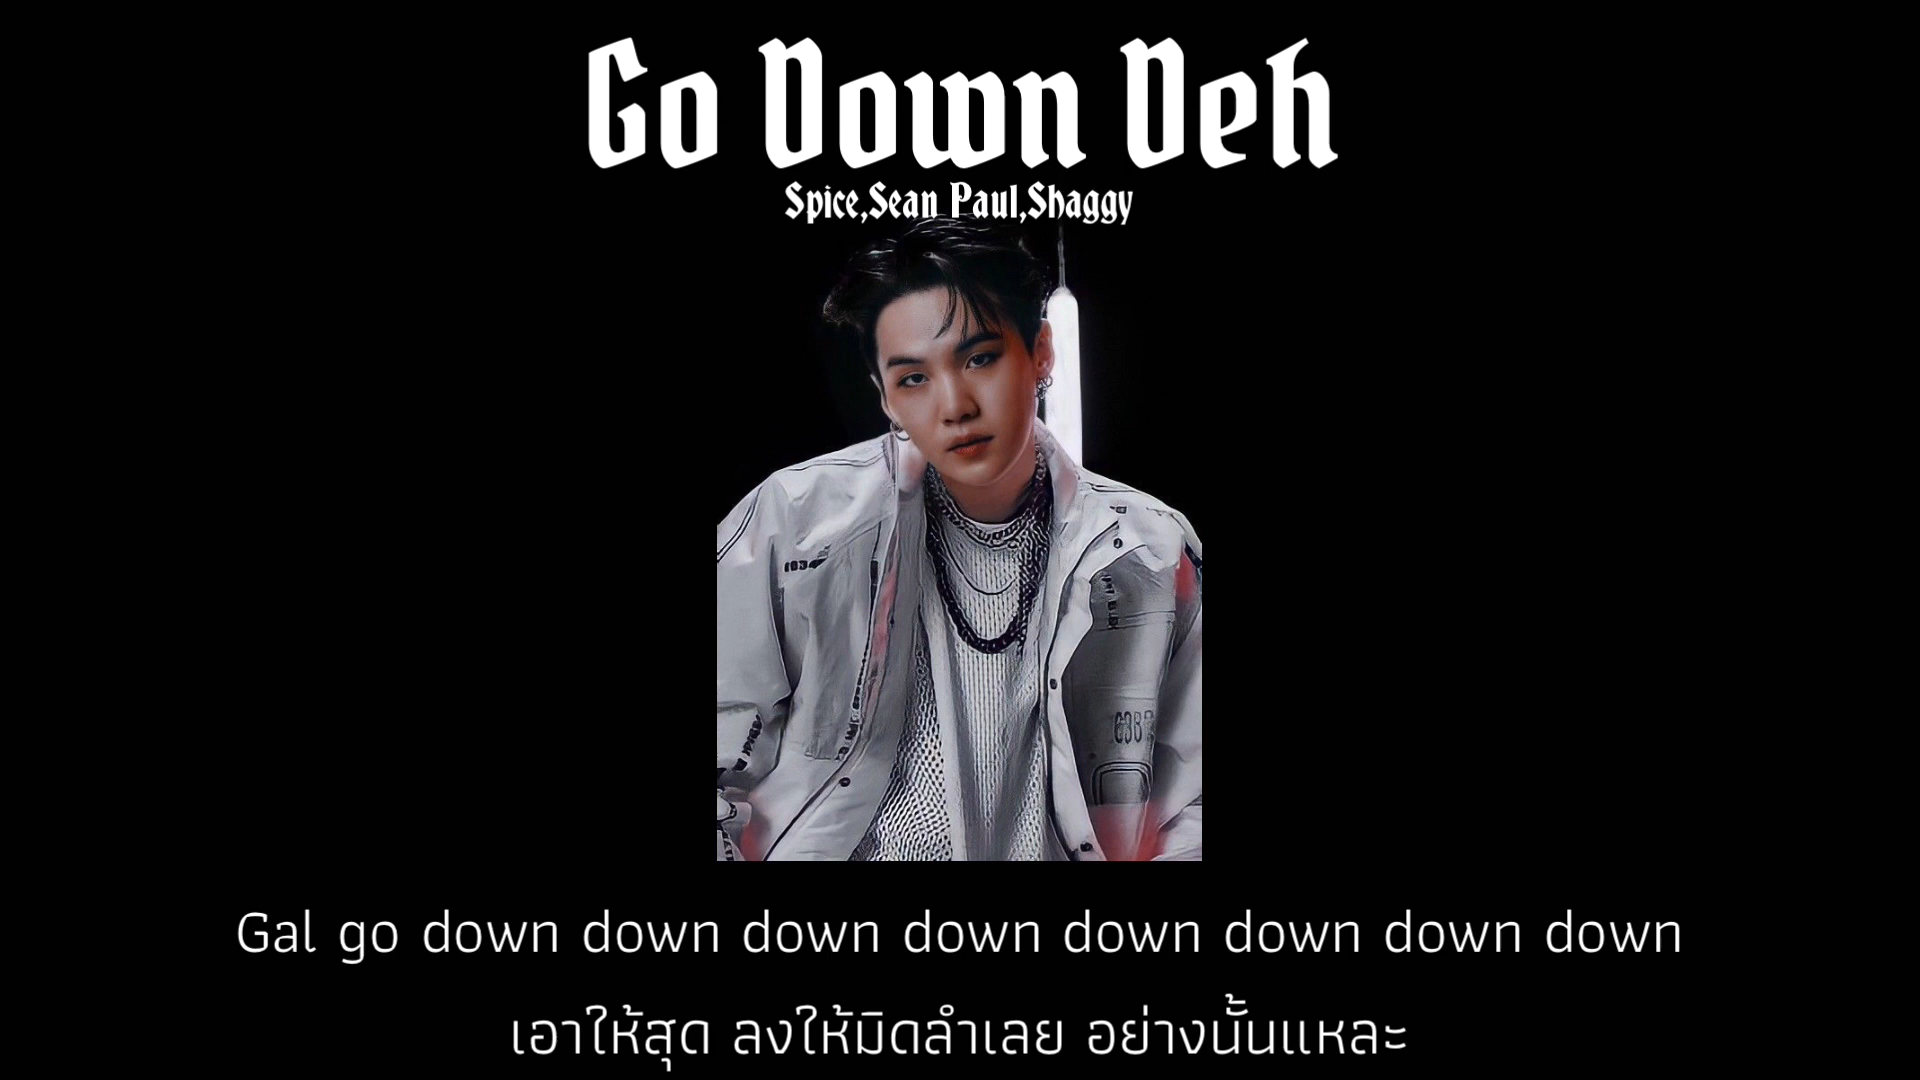 Go Down Deh
Spice,Sean Paul,Shaggy
1034
Gal go down down down down down down down down
เอาให้สุด ลงให้มิดลำเลย อย่างนั้นแหละ